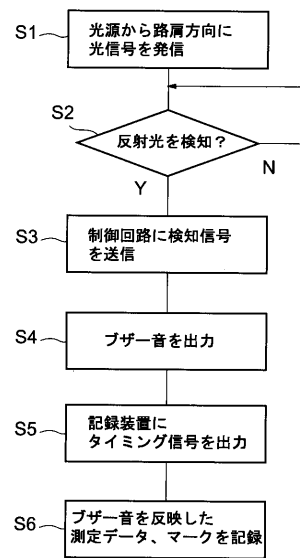 S1
光源から路肩方向に
光信号を発信
S2
反射光を検知?
N
Y
S3
制御回路に検知信号
を送信
S4
ブザー音を出力
S5
記録装置に
タイミング信号を出力
S6
ブザー音を反映した
測定データ、マークを記録